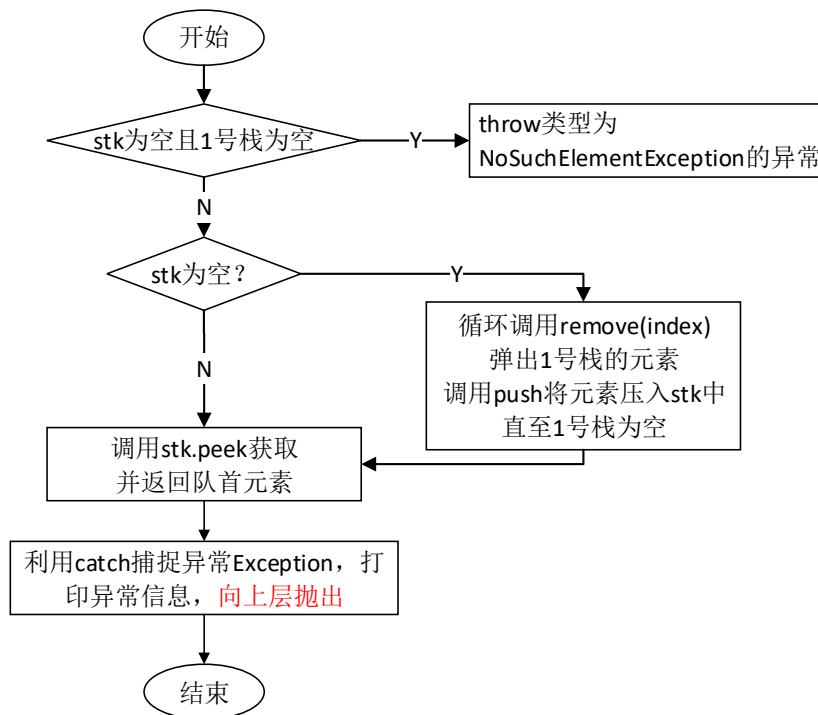 开始
stk为空且1号栈为空
Y
throw类型为
NoSuchElementException的异常
N
stk为空？
Y
循环调用remove(index)
弹出1号栈的元素
调用push将元素压入stk中
直至1号栈为空
N
调用stk.peek获取
并返回队首元素
利用catch捕捉异常Exception，打
印异常信息，向上层抛出
结束